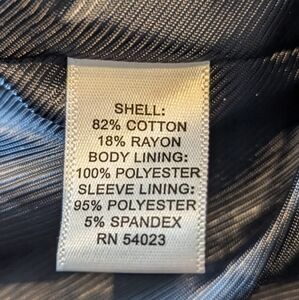 SHELL:
82% COTTON
18% RAYON
BODY LINING:
100% POLYESTER
SLEEVE LINING:
95% POLYESTER
5% SPANDEX
RN 54023